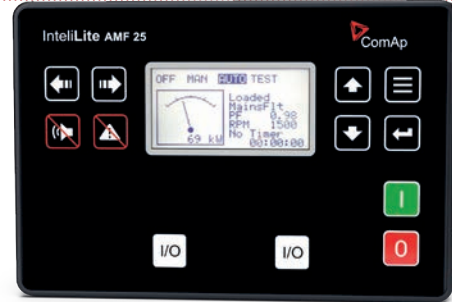 InteliLite AMF 25
ComAp
OFF MAN AUTO TEST
Loaded
MainsFlt
PF 0.98
RPM 1500
No Timer
00:00:00
69 kW
I
I/O
I/O
0